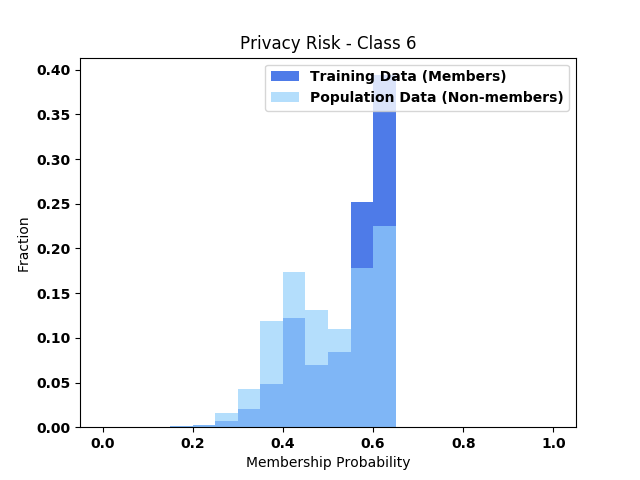 Privacy Risk - Class 6
Training Data (Members)
Population Data (Non-members)
0.40
0.35
0.30
0.25
0.20
0.15
0.10
0.05
0.00
Fraction
0.0 0.2 0.4 0.6 0.8 1.0
Membership Probability